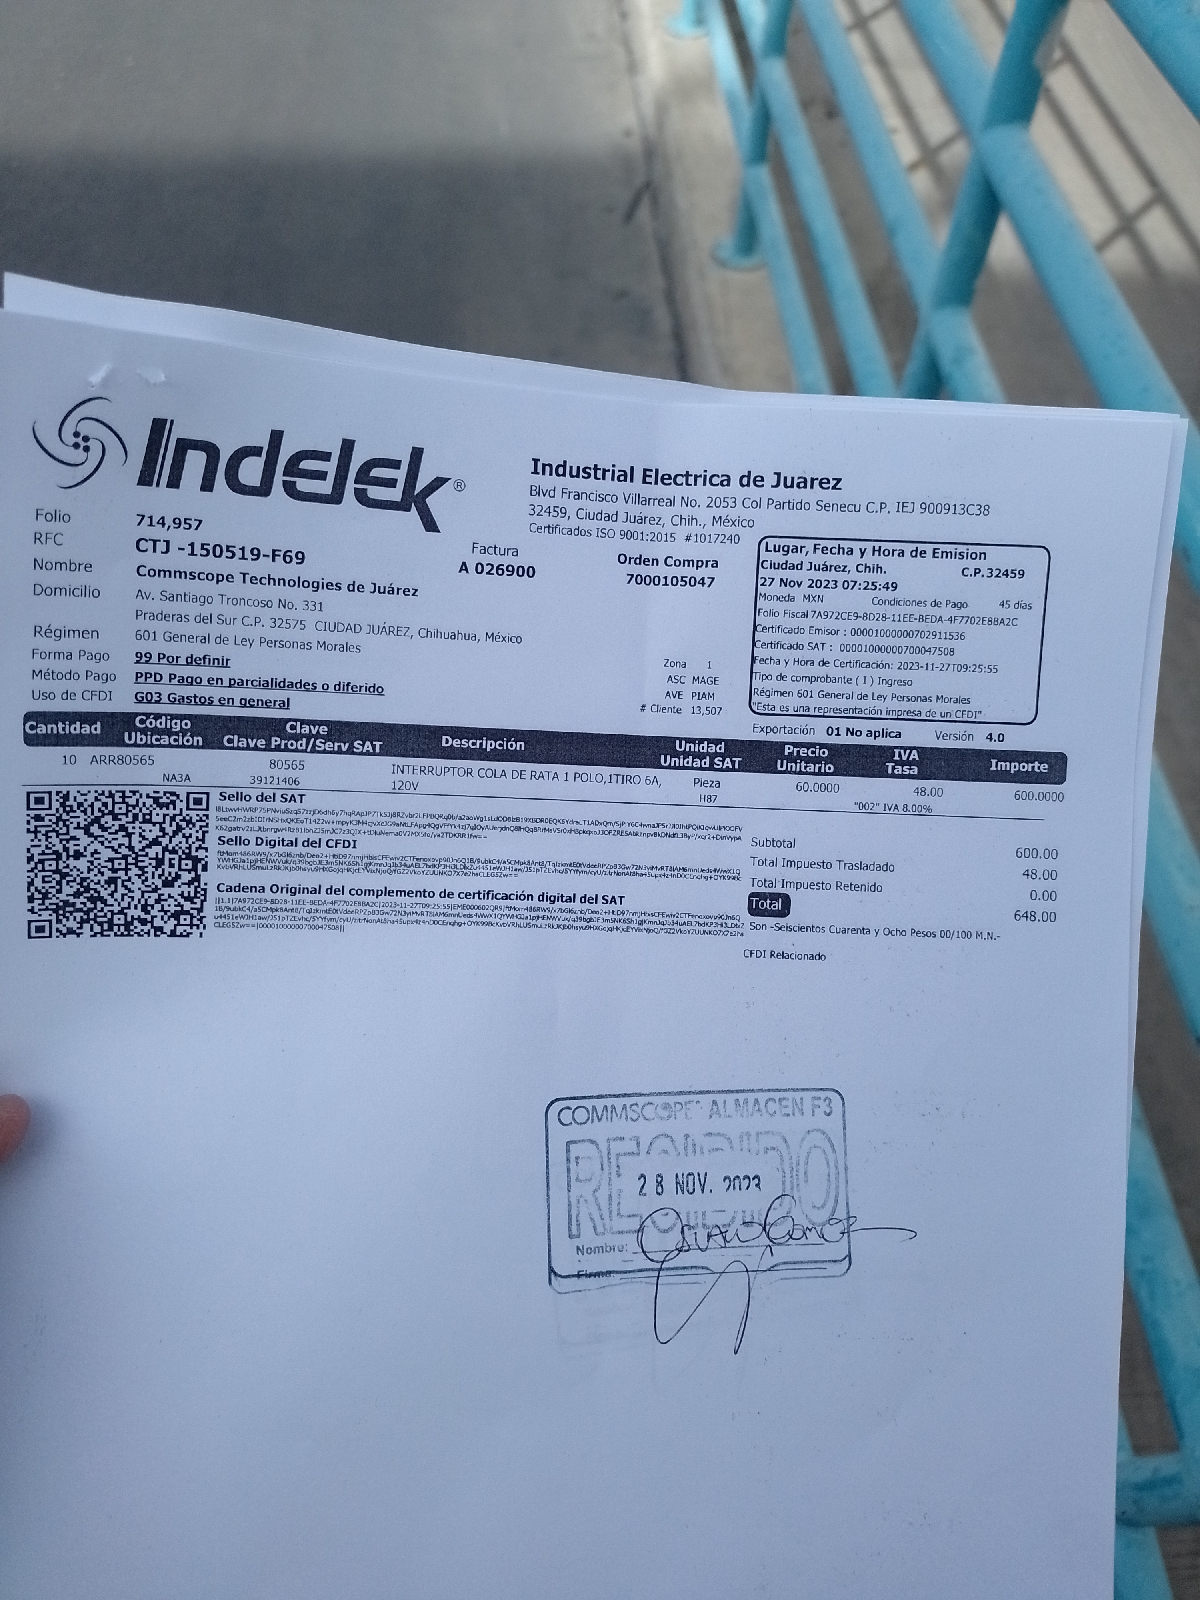 Indelek®
Industrial Electrica de Juarez
Blvd Francisco Villarreal No. 2053 Col Partido Senecu C.P. IEJ 900913C38
32459, Ciudad Juárez, Chih., México
Certificados ISO 9001:2015 #1017240
Folio 714,957
RFC CTJ -150519-F69
Nombre Commscope Technologies de Juárez
Domicilio Av. Santiago Troncoso No. 331
Praderas del Sur C.P. 32575 CIUDAD JUÁREZ, Chihuahua, México
Régimen 601 General de Ley Personas Morales
Forma Pago 99 Por definir
Método Pago PPD Pago en parcialidades o diferido
Uso de CFDI G03 Gastos en general
Factura
A 026900
Orden Compra
7000105047
Zona 1
ASC MAGE
AVE PIAM
# Cliente 13,507
Lugar, Fecha y Hora de Emision
Ciudad Juárez, Chih. C.P.32459
27 Nov 2023 07:25:49
Moneda MXN Condiciones de Pago 45 días
Folio Fiscal 7A972CE9-8D28-11EE-BEDA-4F7702E8BA2C
Certificado Emisor : 00001000000702911536
Certificado SAT : 00001000000700047508
Fecha y Hora de Certificación: 2023-11-27T09:25:55
Tipo de comprobante ( I ) Ingreso
Régimen 601 General de Ley Personas Morales
"Esta es una representación impresa de un CFDI"
Exportación 01 No aplica Versión 4.0
Cantidad Código Ubicación Clave Clave Prod/Serv SAT Descripción Unidad Unidad SAT Precio Unitario IVA Tasa Importe
10 ARR80565 80565 INTERRUPTOR COLA DE RATA 1 POLO,1TIRO 6A, Pieza 60.0000 48.00 600.0000
NA3A 39121406 120V H87 "002" IVA 8.00%
Sello del SAT
Sello Digital del CFDI
Cadena Original del complemento de certificación digital del SAT
Subtotal 600.00
Total Impuesto Trasladado 48.00
Total Impuesto Retenido 0.00
Total 648.00
Son -Seiscientos Cuarenta y Ocho Pesos 00/100 M.N.-
CFDI Relacionado
COMMSCOPE ALMACEN F3
RECIBIDO
28 NOV. 2023
Nombre:
Firma: